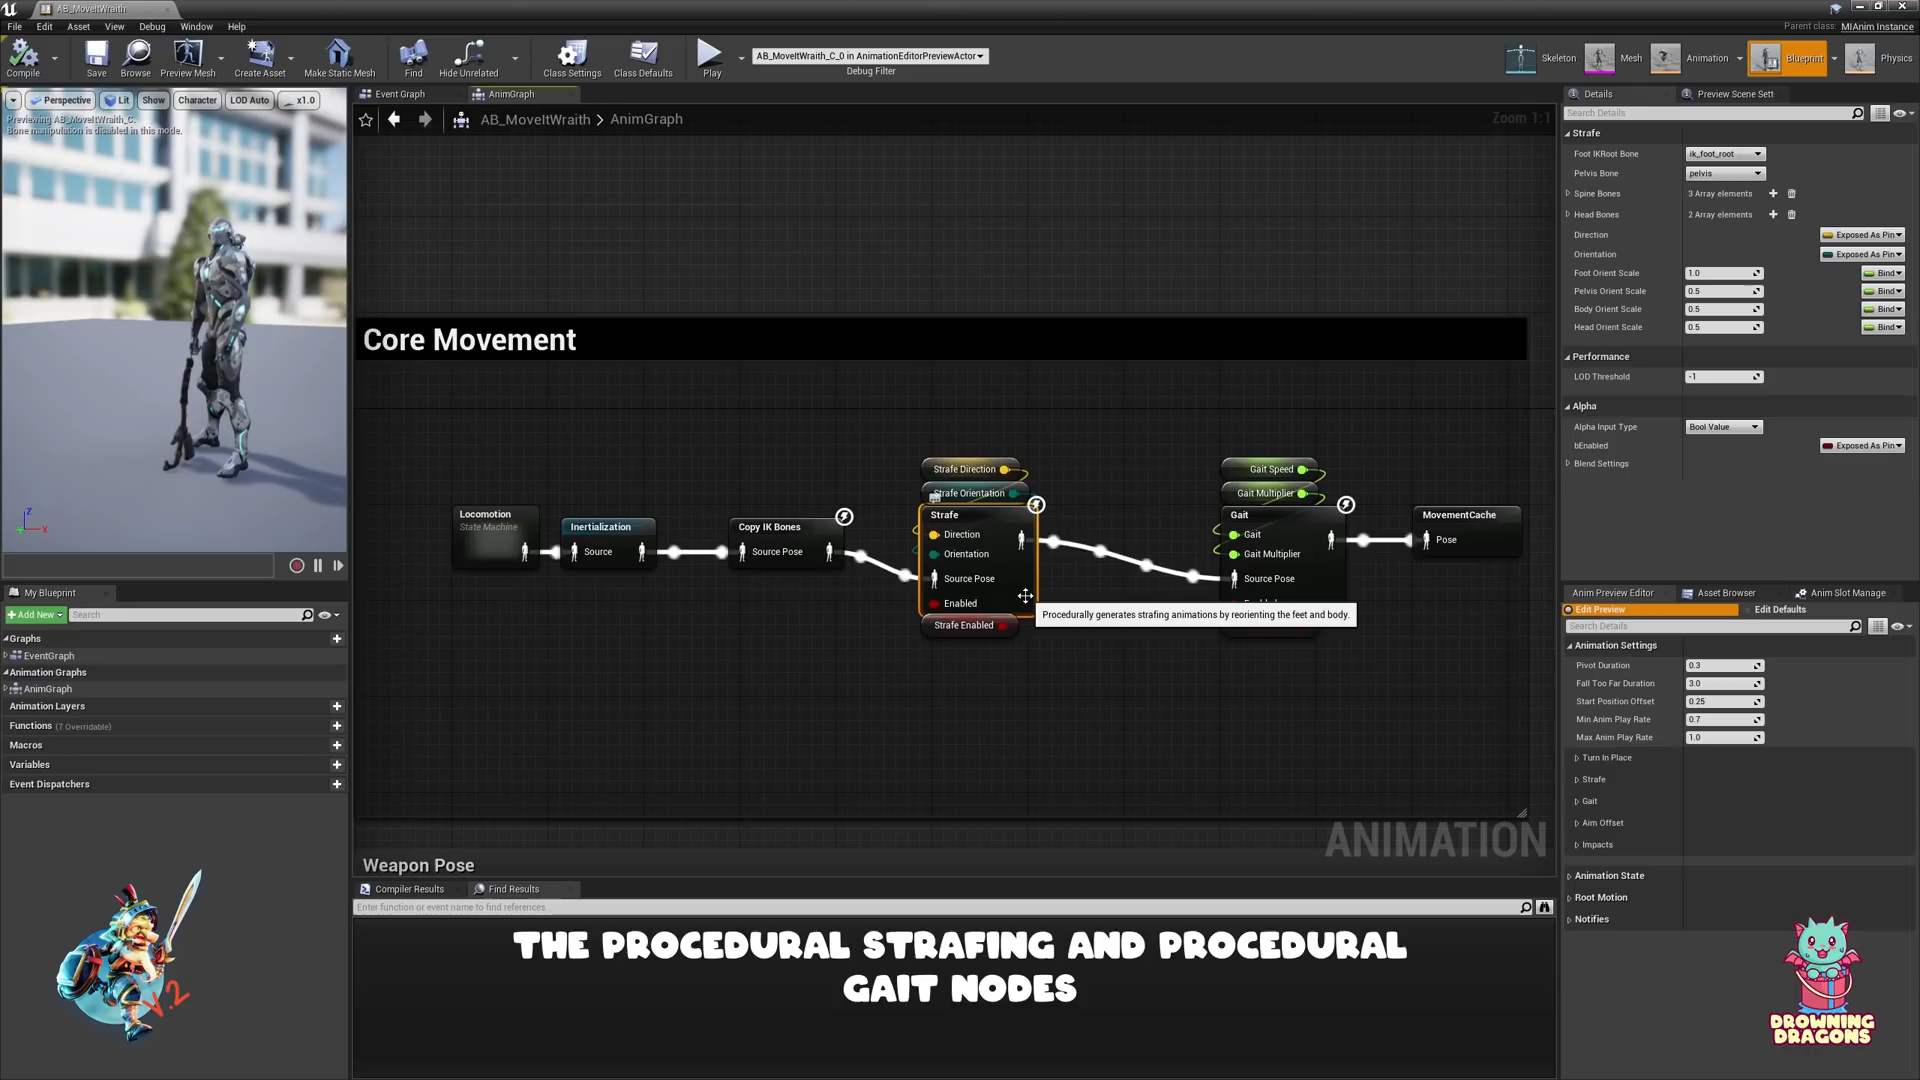 AB_MoveItWraith
File Edit Asset View Debug Window Help
Parent class: MIAnim Instance
Compile
Save
Browse
Preview Mesh
Create Asset
Make Static Mesh
Find
Hide Unrelated
Class Settings
Class Defaults
Play
AB_MoveItWraith_C_0 in AnimationEditorPreviewActor
Debug Filter
Skeleton
Mesh
Animation
Blueprint
Physics
Perspective
Lit
Show
Character
LOD Auto
x1.0
Previewing AB_MoveItWraith_C.
Bone manipulation is disabled in this mode.
Z
X
My Blueprint
Add New
Search
Graphs
EventGraph
Animation Graphs
AnimGraph
Animation Layers
Functions (7 Overridable)
Macros
Variables
Event Dispatchers
V.2
Event Graph
AnimGraph
AB_MoveItWraith > AnimGraph
Zoom 1:1
Core Movement
Locomotion
State Machine
Inertialization
Source
Copy IK Bones
Source Pose
Strafe Direction
Strafe Orientation
Strafe
Direction
Orientation
Source Pose
Enabled
Strafe Enabled
Procedurally generates strafing animations by reorienting the feet and body.
Gait Speed
Gait Multiplier
Gait
Gait
Gait Multiplier
Source Pose
MovementCache
Pose
ANIMATION
Weapon Pose
Compiler Results
Find Results
Enter function or event name to find references...
THE PROCEDURAL STRAFING AND PROCEDURAL
GAIT NODES
Details
Preview Scene Sett
Search Details
Strafe
Foot IKRoot Bone ik_foot_root
Pelvis Bone pelvis
Spine Bones 3 Array elements
Head Bones 2 Array elements
Direction Exposed As Pin
Orientation Exposed As Pin
Foot Orient Scale 1.0 Bind
Pelvis Orient Scale 0.5 Bind
Body Orient Scale 0.5 Bind
Head Orient Scale 0.5 Bind
Performance
LOD Threshold -1
Alpha
Alpha Input Type Bool Value
bEnabled Exposed As Pin
Blend Settings
Anim Preview Editor
Asset Browser
Anim Slot Manage
Edit Preview
Edit Defaults
Search Details
Animation Settings
Pivot Duration 0.3
Fall Too Far Duration 3.0
Start Position Offset 0.25
Min Anim Play Rate 0.7
Max Anim Play Rate 1.0
Turn In Place
Strafe
Gait
Aim Offset
Impacts
Animation State
Root Motion
Notifies
DROWNING
DRAGONS